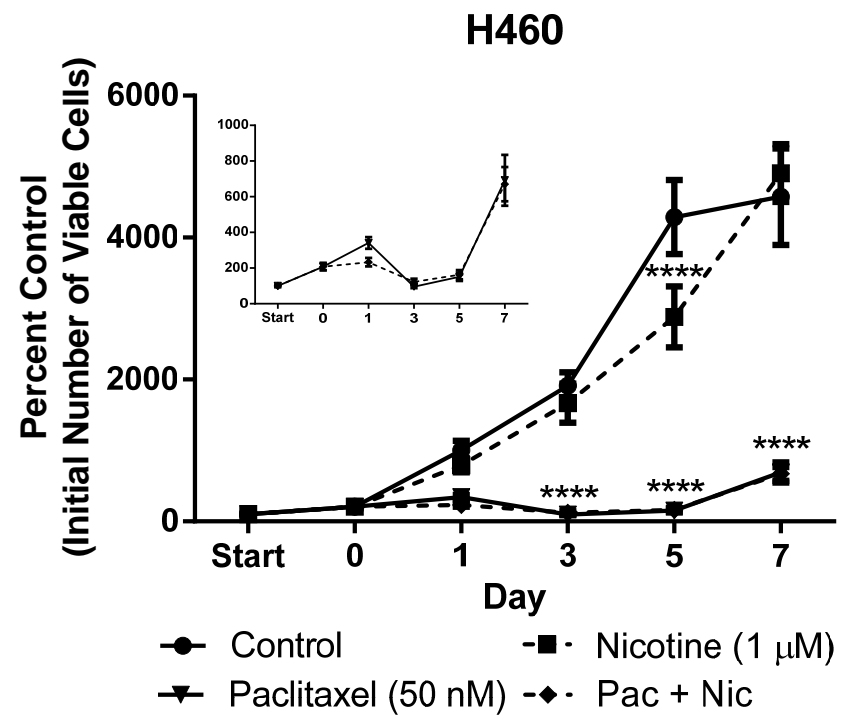 H460
Percent Control
(Initial Number of Viable Cells)
6000
4000
2000
0
1000
800
600
400
200
0
Start 0 1 3 5 7
****
**** **** ****
Start 0 1 3 5 7
Day
Control Nicotine (1 μM)
Paclitaxel (50 nM) Pac + Nic